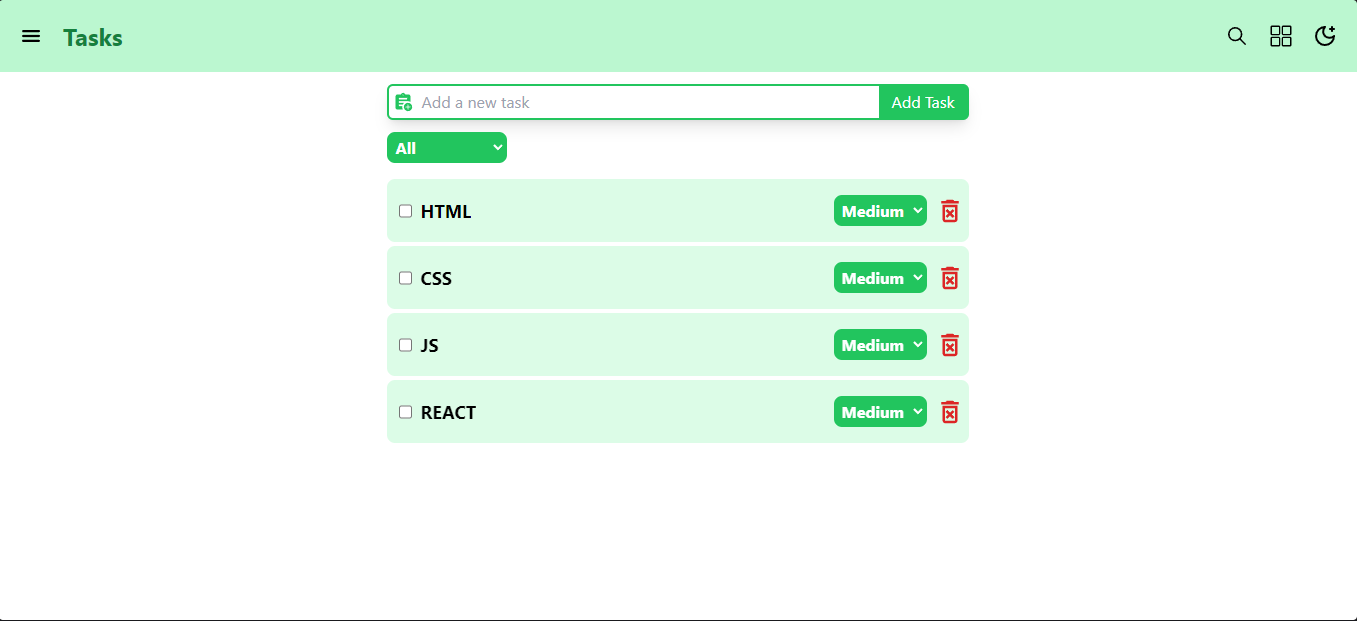 Tasks
Add a new task Add Task
All
HTML Medium
CSS Medium
JS Medium
REACT Medium